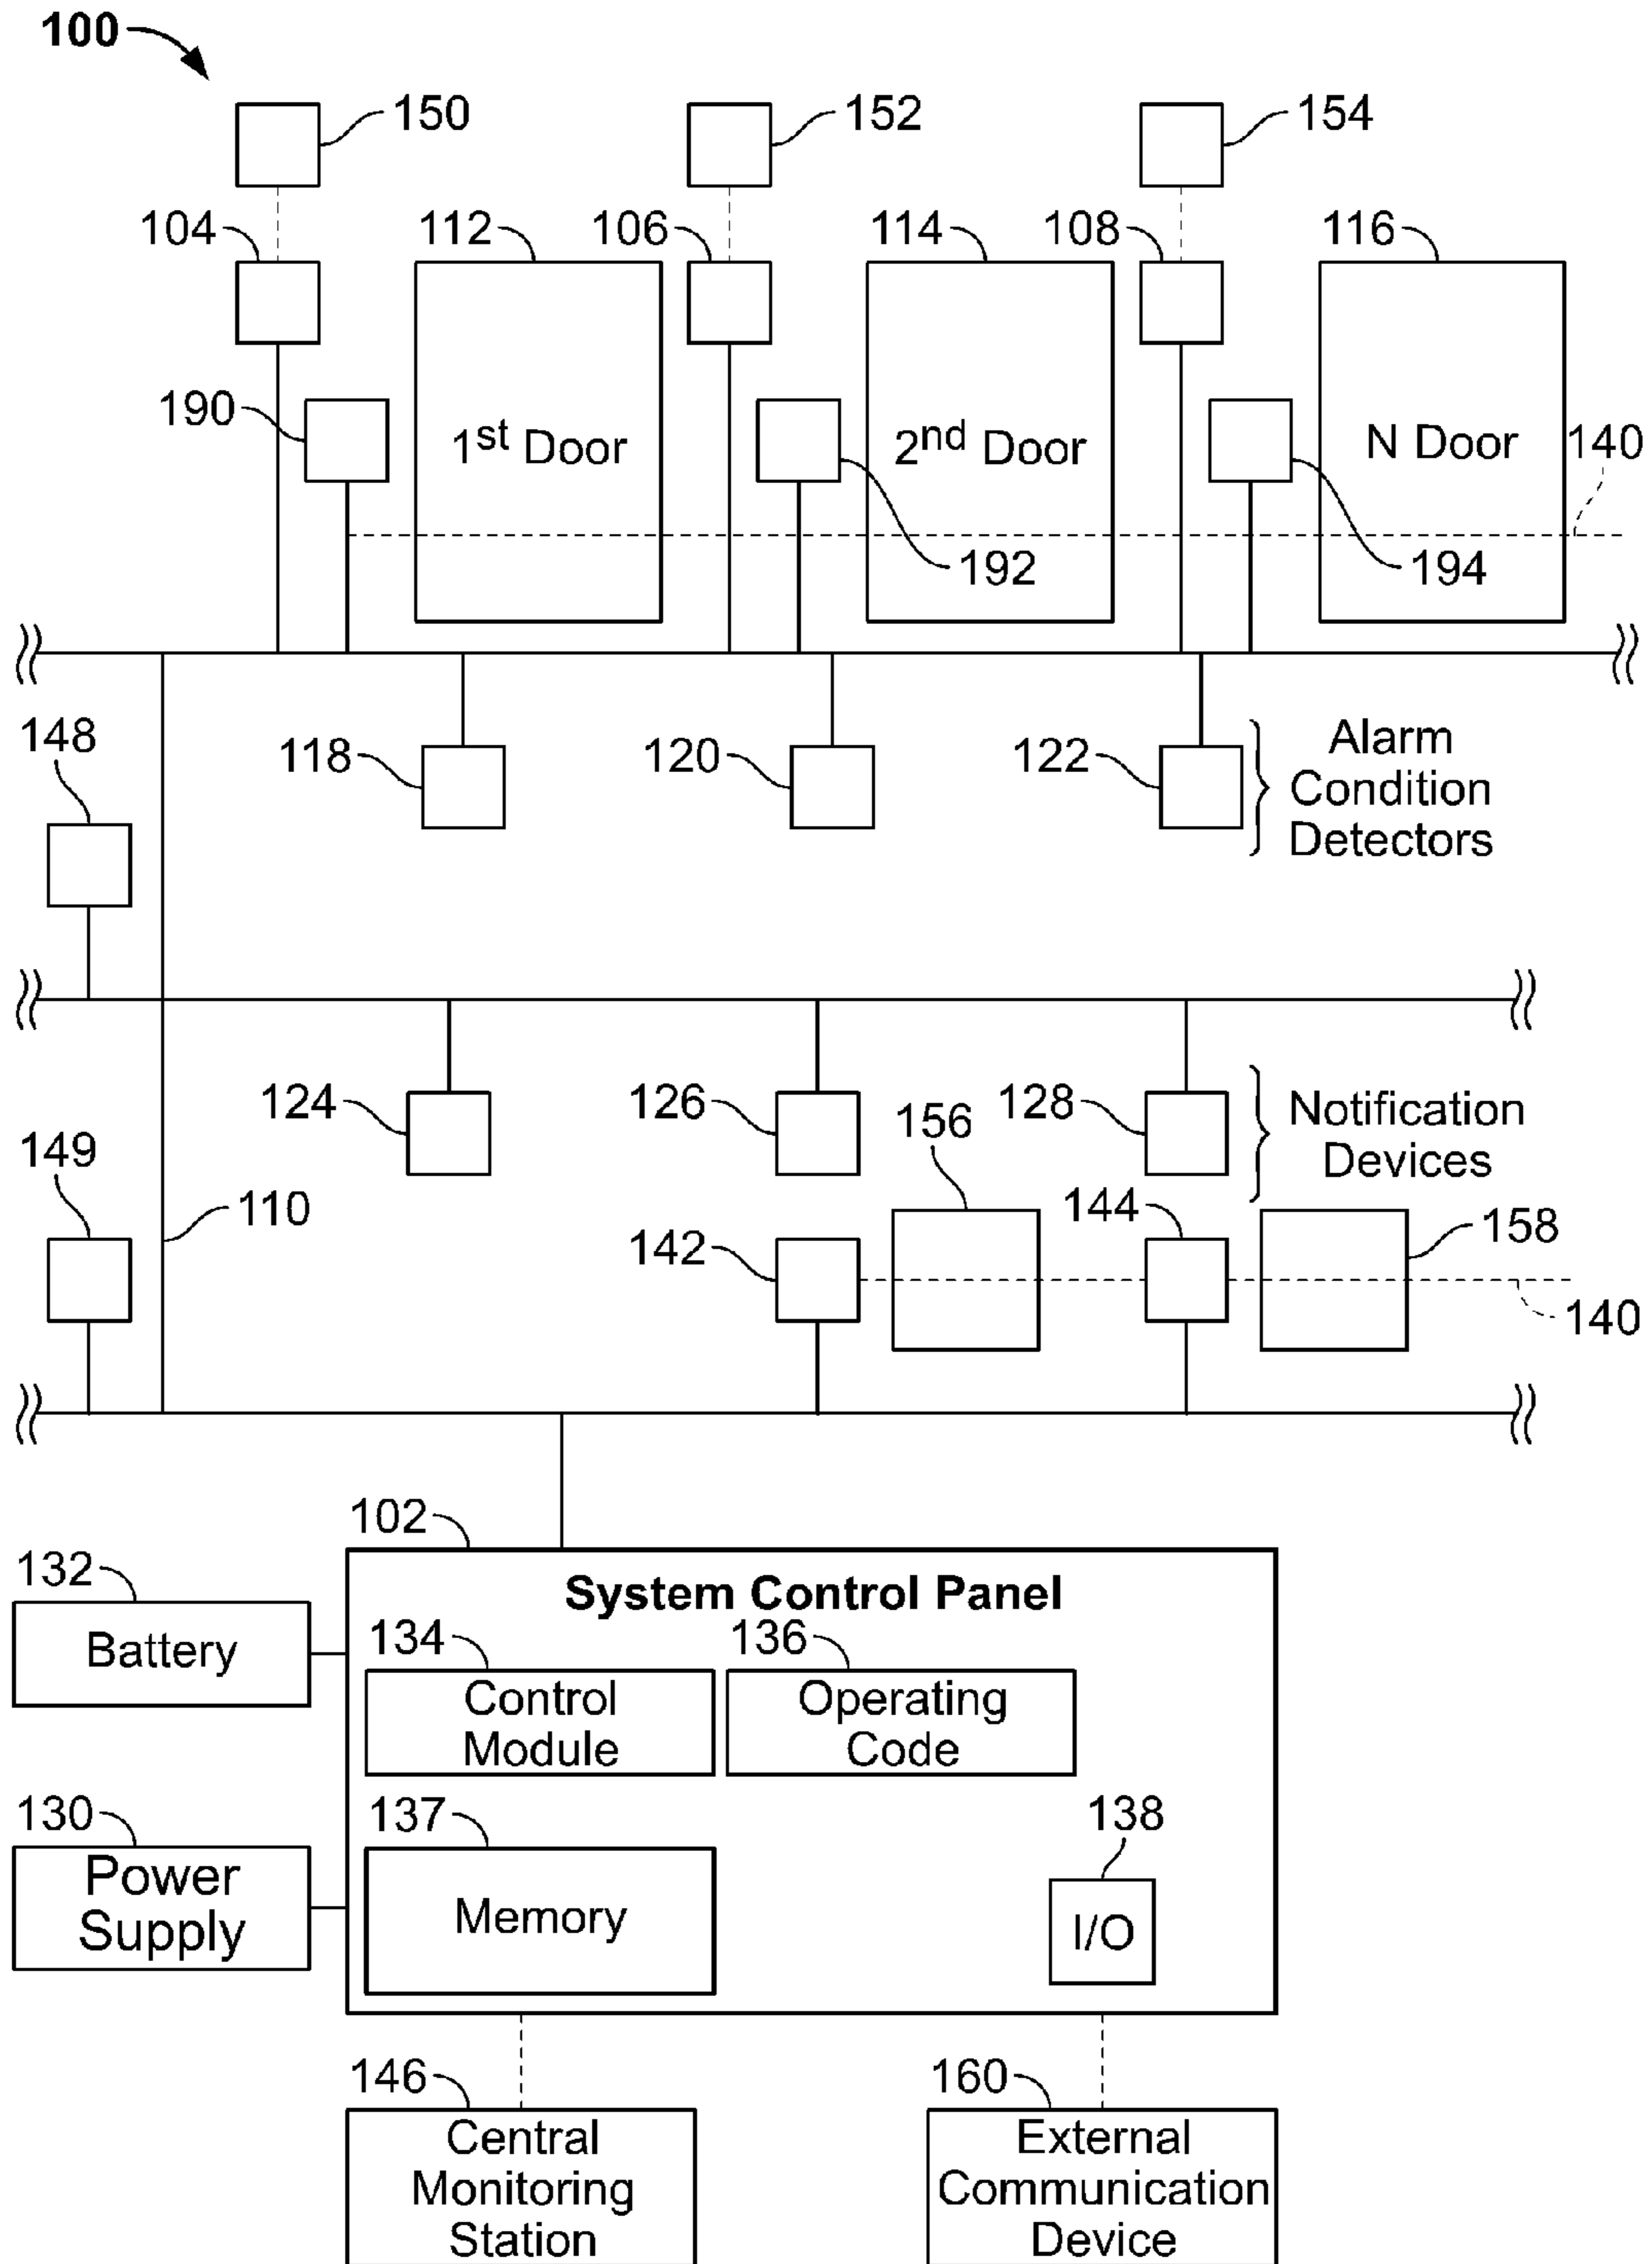 100
150
152
154
104
112
106
114
108
116
190
1st Door
2nd Door
N Door
140
192
194
148
118
120
122
Alarm
Condition
Detectors
124
126
156
128
Notification
Devices
149
110
142
144
158
140
102
System Control Panel
132
Battery
134
Control
Module
136
Operating
Code
130
Power
Supply
137
Memory
138
I/O
146
Central
Monitoring
Station
160
External
Communication
Device